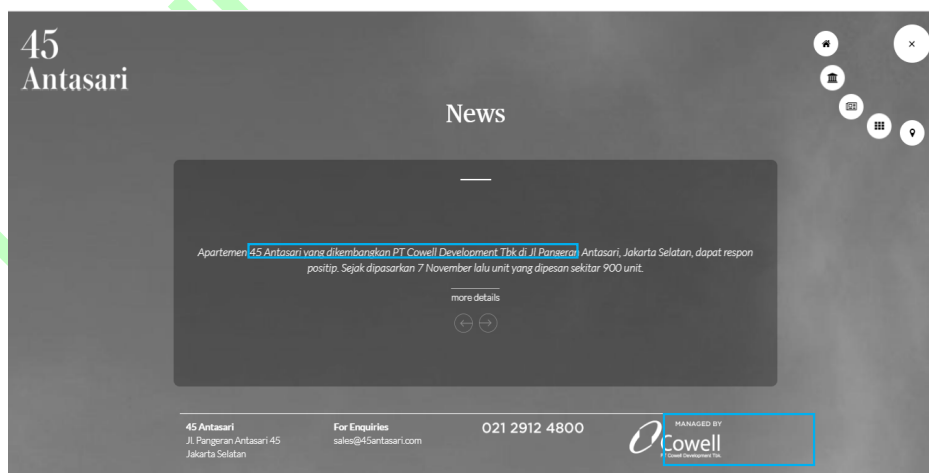 45
Antasari
News
Apartemen 45 Antasari yang dikembangkan PT Cowell Development Tbk di Jl Pangeran Antasari, Jakarta Selatan, dapat respon
positip. Sejak dipasarkan 7 November lalu unit yang dipesan sekitar 900 unit.
more details
45 Antasari
Jl. Pangeran Antasari 45
Jakarta Selatan
For Enquiries
sales@45antasari.com
021 2912 4800
MANAGED BY
Cowell
PT Cowell Development Tbk.